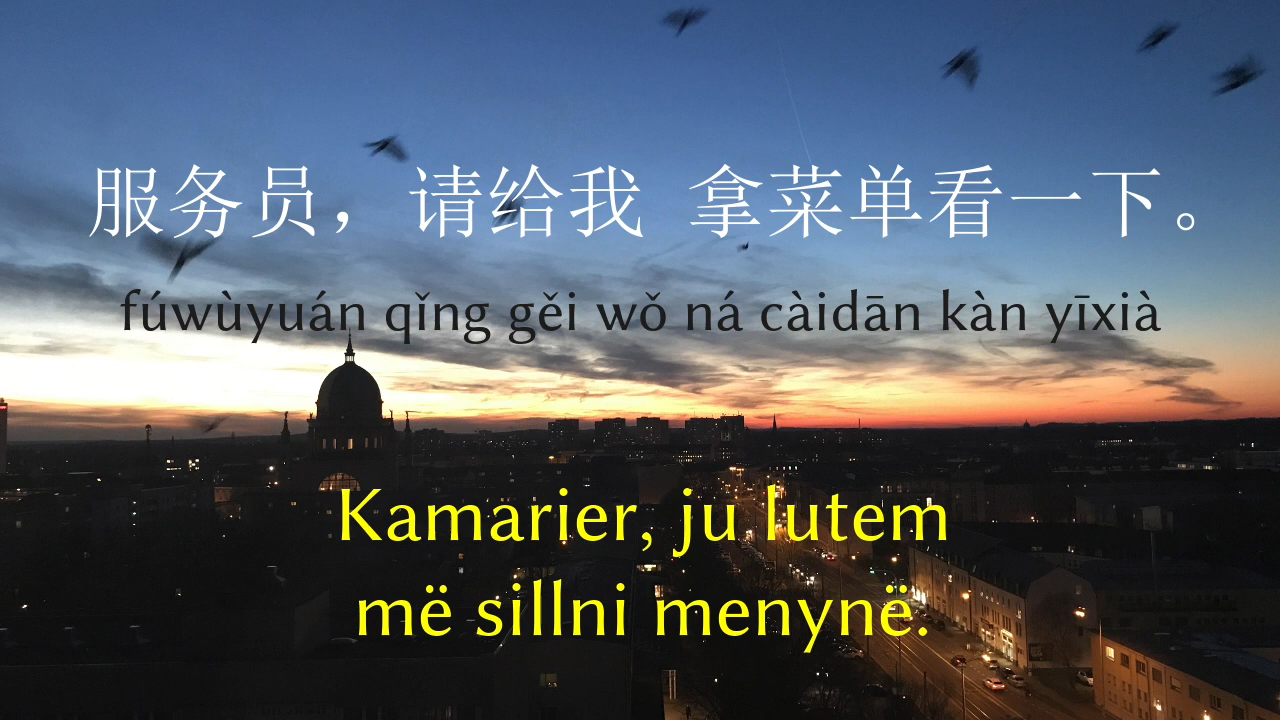 服务员，请给我 拿菜单看一下。
fúwùyuán qǐng gěi wǒ ná càidān kàn yīxià
Kamarier, ju lutem
më sillni menynë.